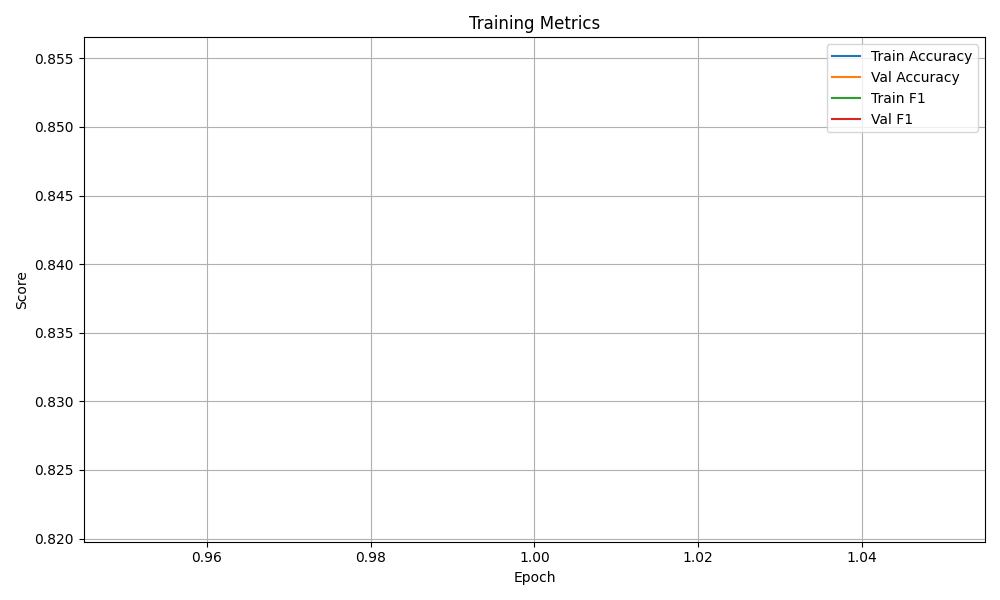 Training Metrics
Train Accuracy
Val Accuracy
Train F1
Val F1
0.855
0.850
0.845
0.840
0.835
0.830
0.825
0.820
Score
0.96 0.98 1.00 1.02 1.04
Epoch